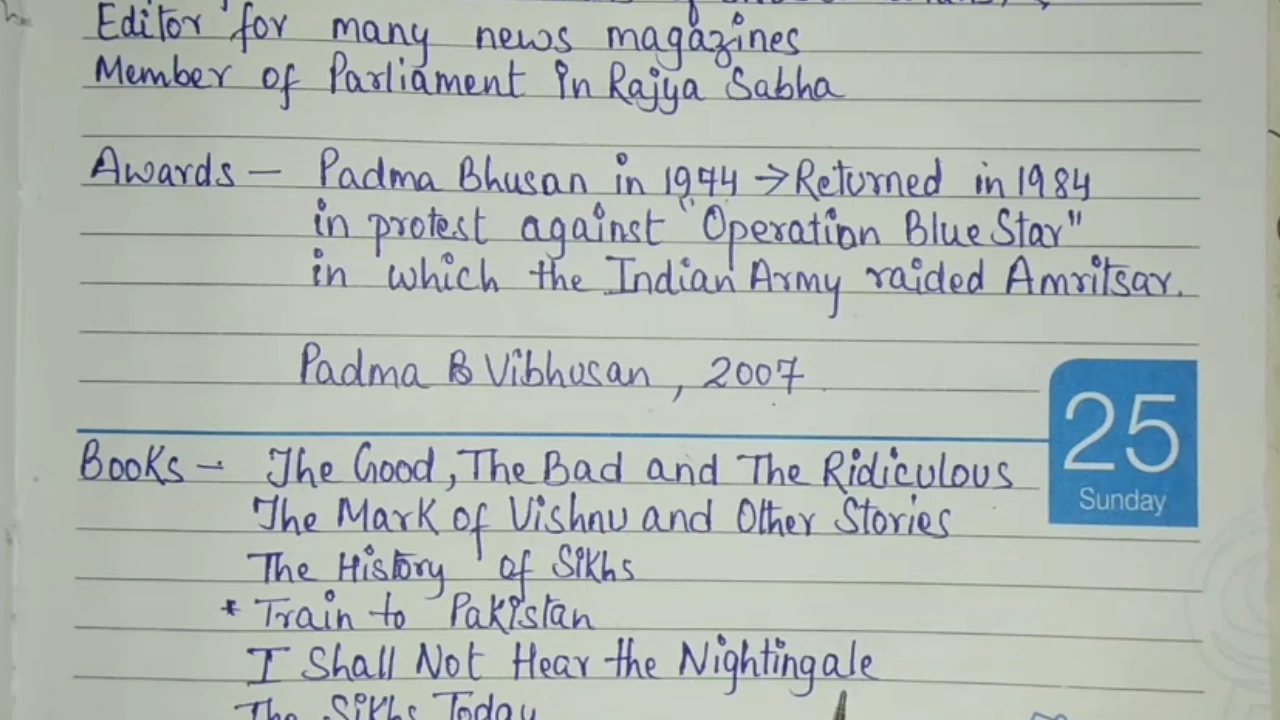 Editor for many news magazines
Member of Parliament in Rajya Sabha
Awards - Padma Bhusan in 1974 → Returned in 1984
in protest against "Operation Blue Star"
in which the Indian Army raided Amritsar.
Padma B Vibhusan, 2007
25
Sunday
Books - The Good, The Bad and The Ridiculous
The Mark of Vishnu and Other Stories
The History of Sikhs
* Train to Pakistan
I Shall Not Hear the Nightingale
The Sikhs Today